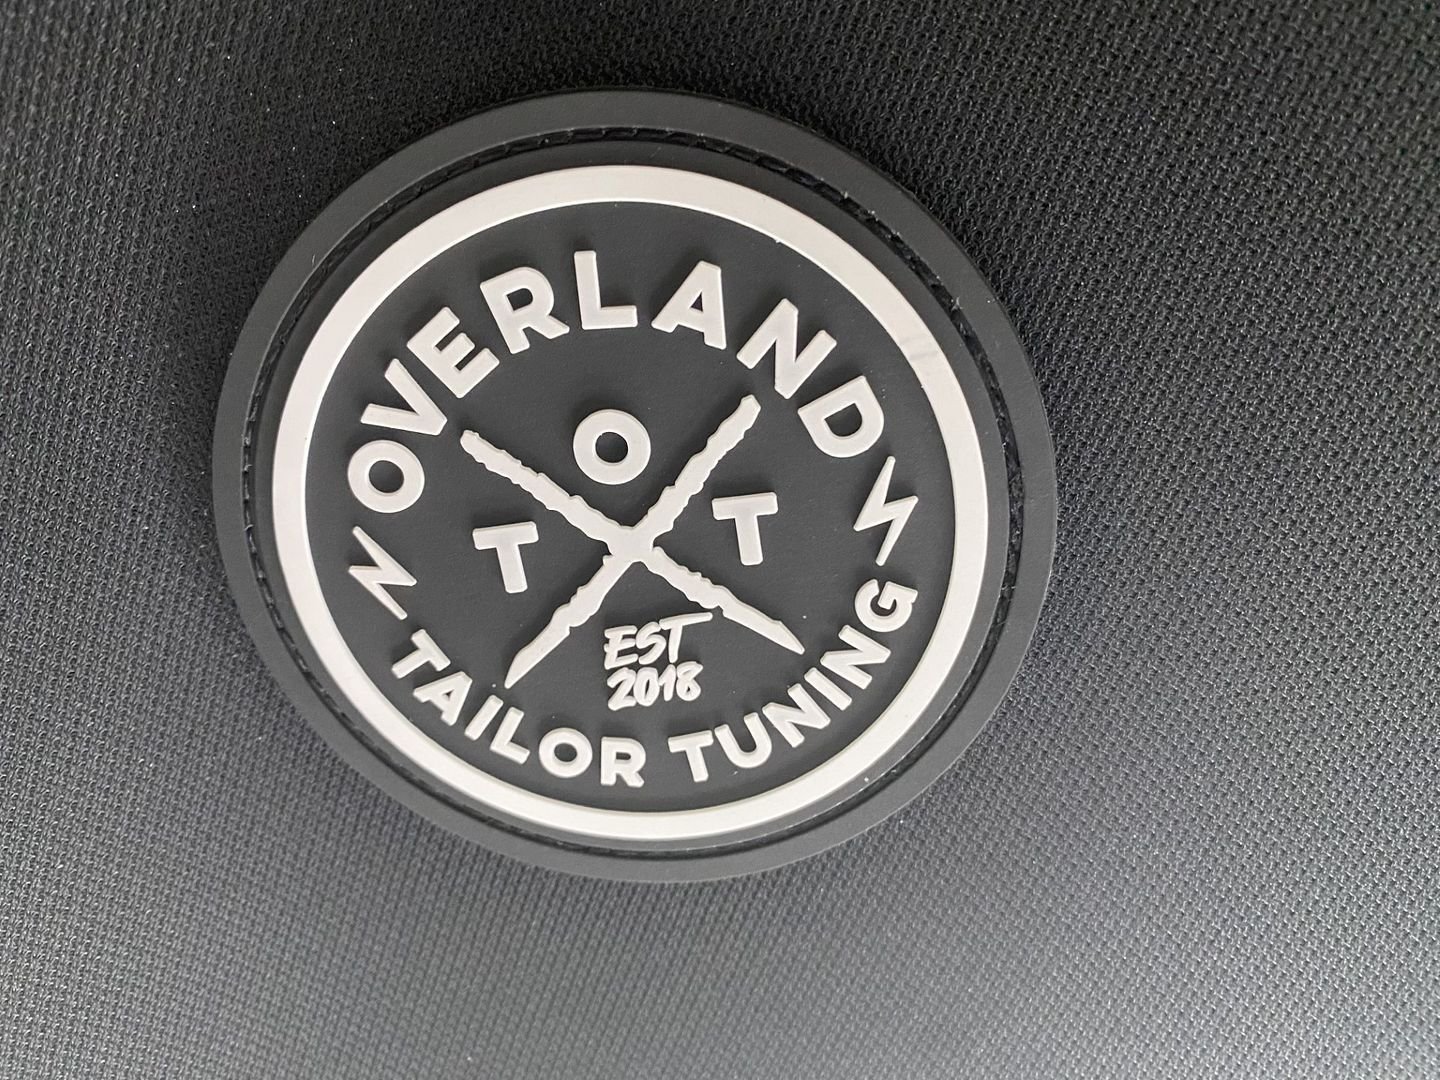 OVERLAND
O
T T
EST
2018
TAILOR TUNING